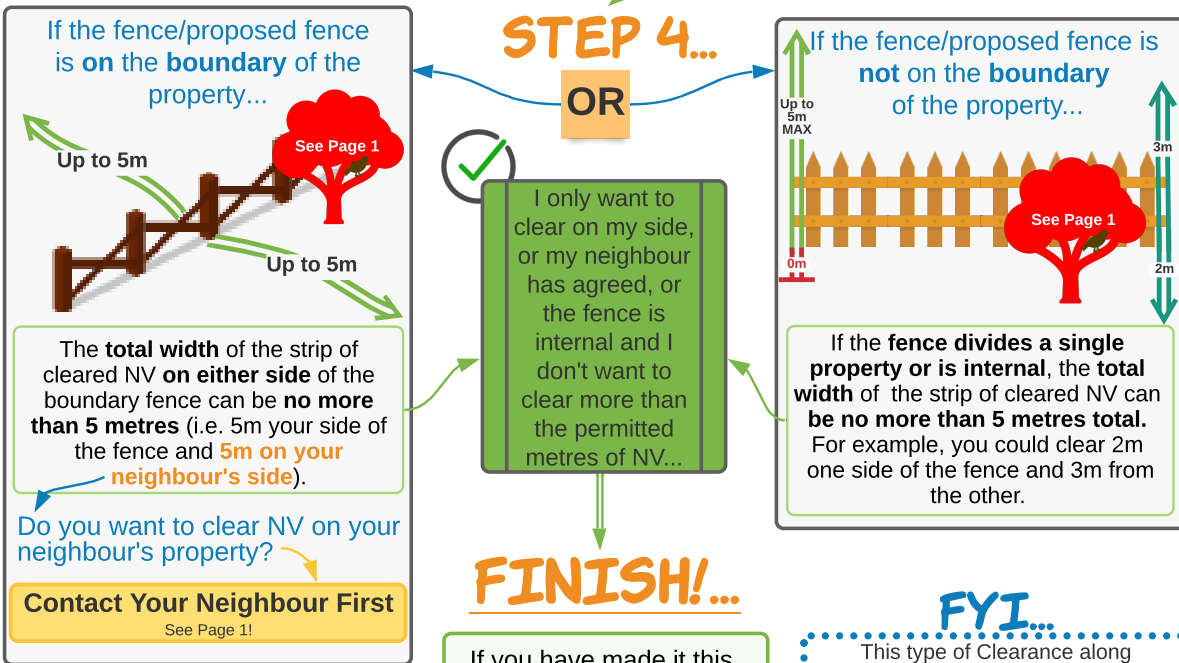 If the fence/proposed fence
is on the boundary of the
property...
See Page 1
Up to 5m
Up to 5m
The total width of the strip of
cleared NV on either side of the
boundary fence can be no more
than 5 metres (i.e. 5m your side of
the fence and 5m on your
neighbour's side).
Do you want to clear NV on your
neighbour's property?
Contact Your Neighbour First
See Page 1!
STEP 4...
OR
I only want to
clear on my side,
or my neighbour
has agreed, or
the fence is
internal and I
don't want to
clear more than
the permitted
metres of NV...
FINISH!...
If you have made it this
If the fence/proposed fence is
not on the boundary
of the property...
Up to
5m
MAX
3m
See Page 1
0m
2m
If the fence divides a single
property or is internal, the total
width of the strip of cleared NV can
be no more than 5 metres total.
For example, you could clear 2m
one side of the fence and 3m from
the other.
FYI...
This type of Clearance along